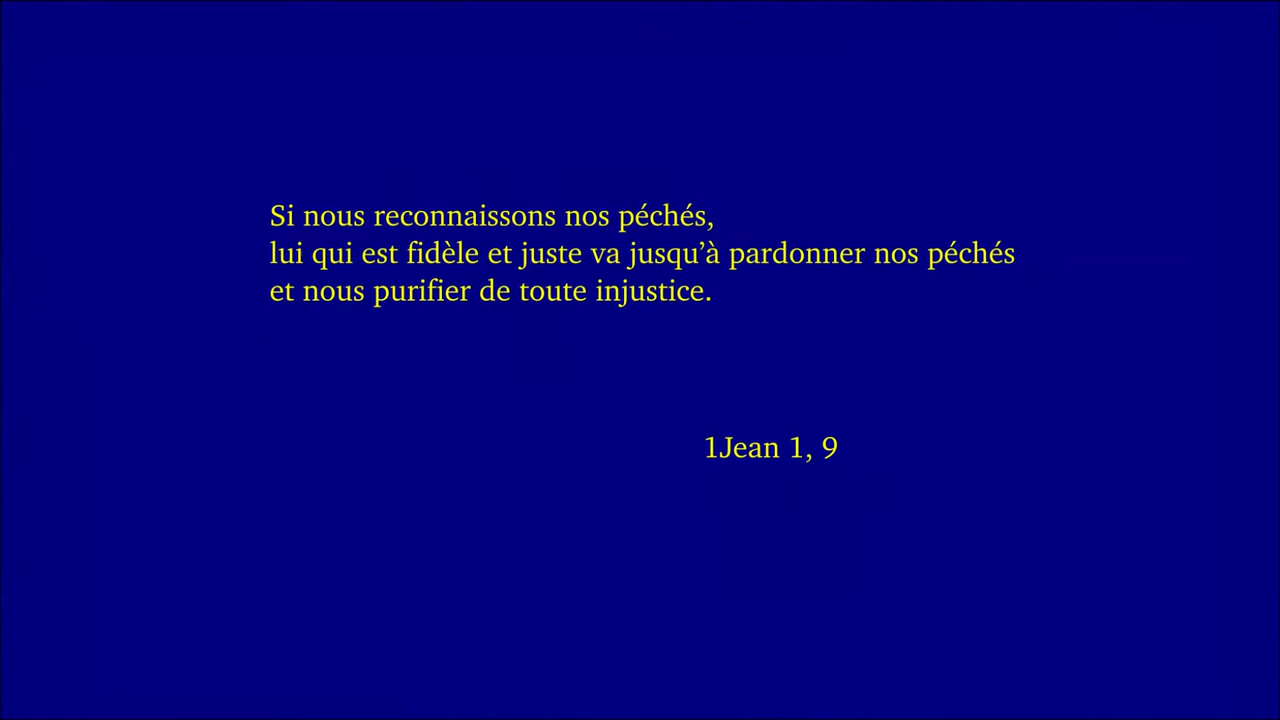 Si nous reconnaissons nos péchés,
lui qui est fidèle et juste va jusqu’à pardonner nos péchés
et nous purifier de toute injustice.
1Jean 1, 9